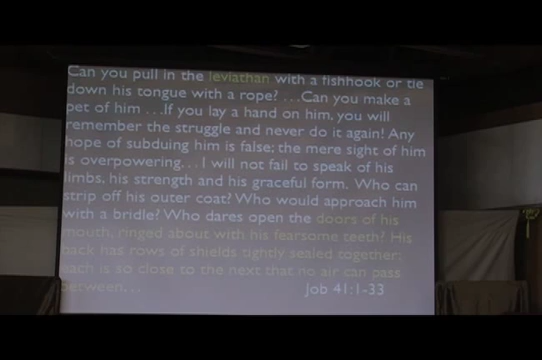 Can you pull in the leviathan with a fishhook or tie
down his tongue with a rope? ...Can you make a
pet of him ...If you lay a hand on him, you will
remember the struggle and never do it again! Any
hope of subduing him is false; the mere sight of him
is overpowering...I will not fail to speak of his
limbs, his strength and his graceful form. Who can
strip off his outer coat? Who would approach him
with a bridle? Who dares open the doors of his
mouth, ringed about with his fearsome teeth? His
back has rows of shields tightly sealed together;
each is so close to the next that no air can pass
between...
Job 41:1-33